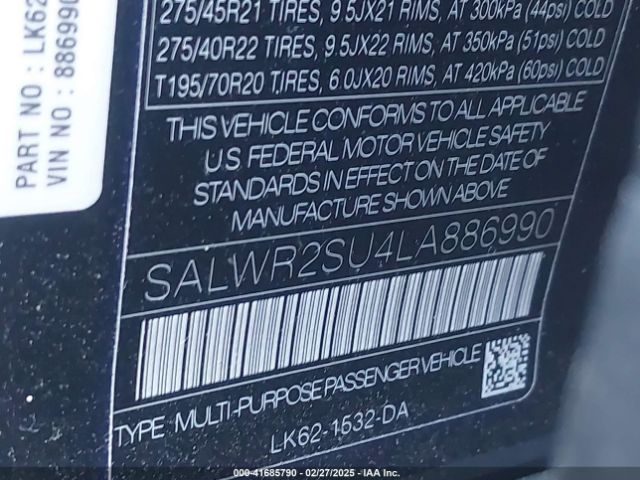 275/45R21 TIRES, 9.5JX21 RIMS, AT 300kPa (44psi) COLD
275/40R22 TIRES, 9.5JX22 RIMS, AT 350kPa (51psi) COLD
T195/70R20 TIRES, 6.0JX20 RIMS, AT 420kPa (60psi) COLD
THIS VEHICLE CONFORMS TO ALL APPLICABLE
U.S. FEDERAL MOTOR VEHICLE SAFETY
STANDARDS IN EFFECT ON THE DATE OF
MANUFACTURE SHOWN ABOVE
SALWR2SU4LA886990
TYPE MULTI-PURPOSE PASSENGER VEHICLE
LK62-1532-DA
PART NO : LK62
VIN NO : 886990
© (Stock) - 41685790 - 02/27/2025 - IAA Inc.